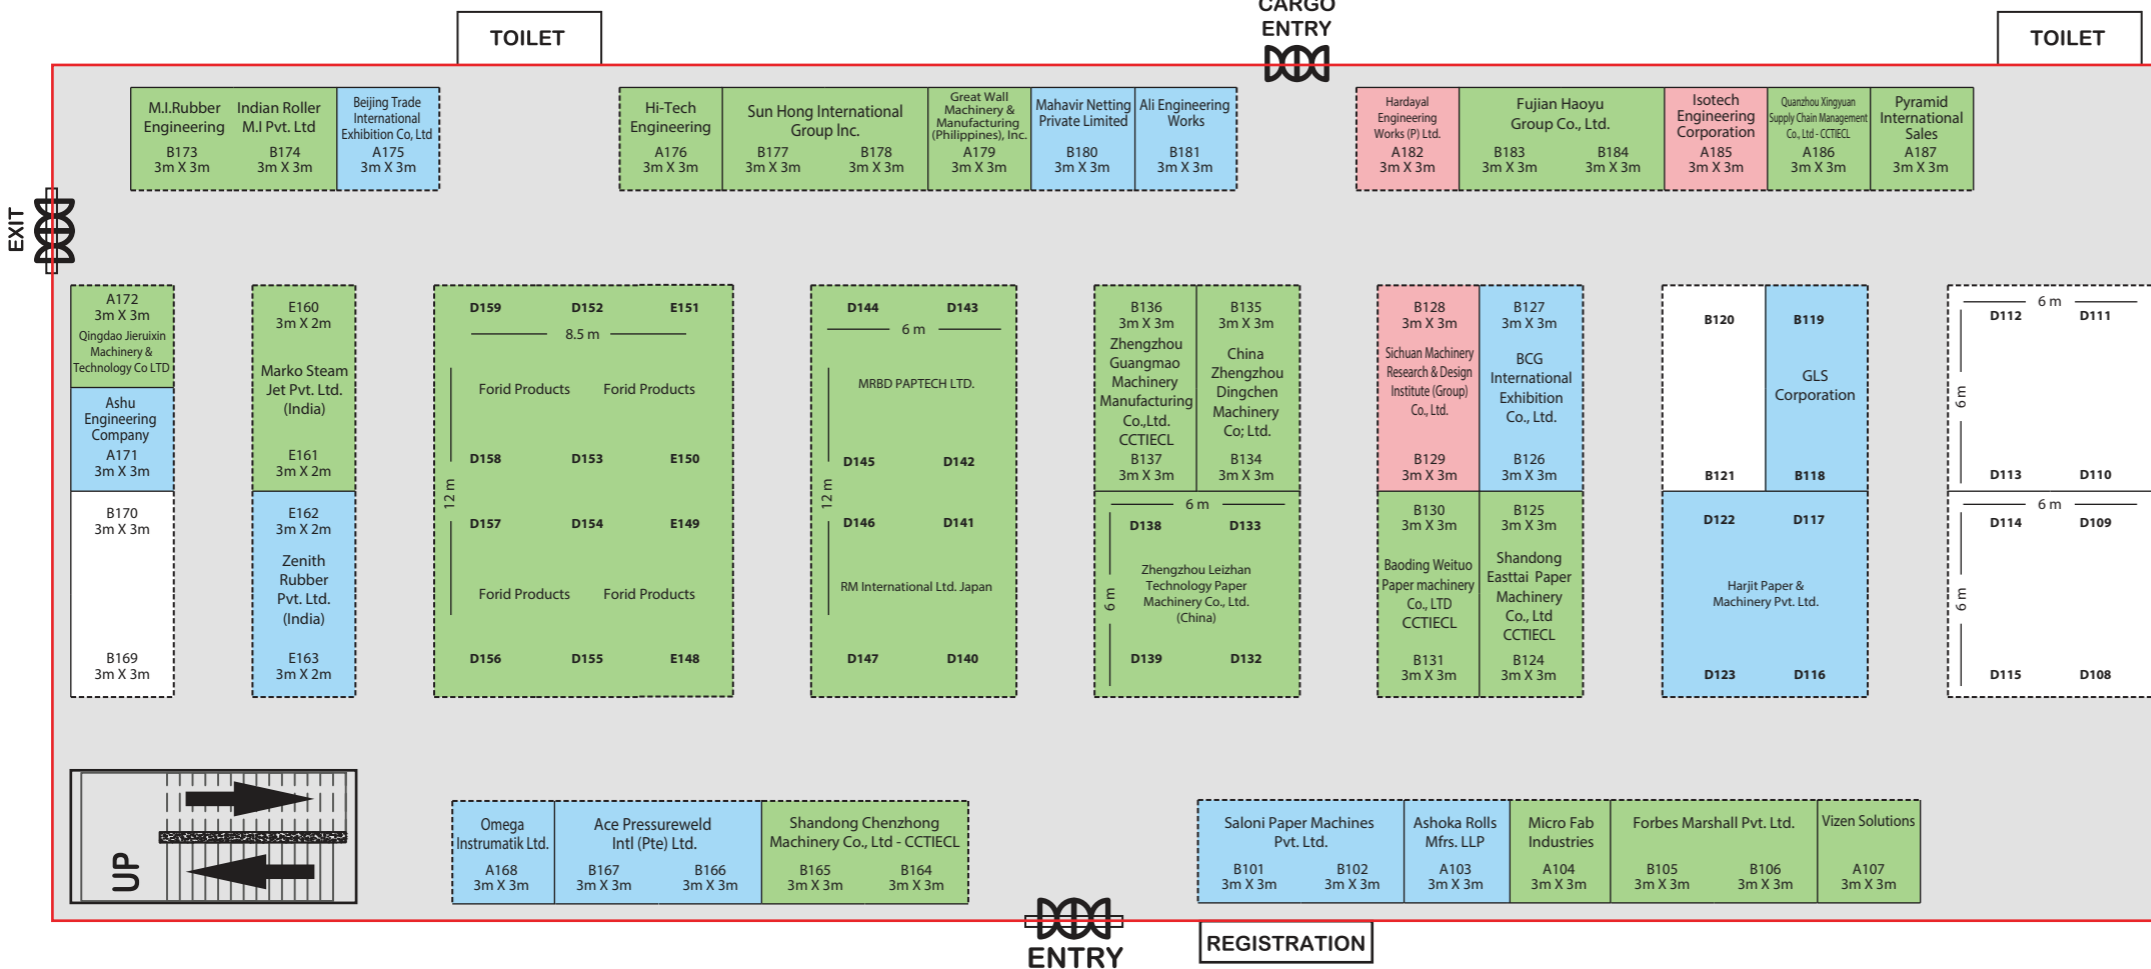 CARGO
ENTRY
TOILET
TOILET
M.I.Rubber
Engineering
B173
3m X 3m
Indian Roller
M.I Pvt. Ltd
B174
3m X 3m
Beijing Trade
International
Exhibition Co, Ltd
A175
3m X 3m
Hi-Tech
Engineering
A176
3m X 3m
Sun Hong International
Group Inc.
B177
3m X 3m
B178
3m X 3m
Great Wall
Machinery &
Manufacturing
(Philippines), Inc.
A179
3m X 3m
Mahavir Netting
Private Limited
B180
3m X 3m
Ali Engineering
Works
B181
3m X 3m
Hardayal
Engineering
Works (P) Ltd.
A182
3m X 3m
Fujian Haoyu
Group Co., Ltd.
B183
3m X 3m
B184
3m X 3m
Isotech
Engineering
Corporation
A185
3m X 3m
Quanzhou Xingyuan
Supply Chain Management
Co., Ltd - CCTIECL
A186
3m X 3m
Pyramid
International
Sales
A187
3m X 3m
EXIT
A172
3m X 3m
Qingdao Jieruixin
Machinery &
Technology Co LTD
Ashu
Engineering
Company
A171
3m X 3m
B170
3m X 3m
B169
3m X 3m
E160
3m X 2m
Marko Steam
Jet Pvt. Ltd.
(India)
E161
3m X 2m
E162
3m X 2m
Zenith
Rubber
Pvt. Ltd.
(India)
E163
3m X 2m
D159 D152 E151
8.5 m
Forid Products Forid Products
D158 D153 E150
12 m
D157 D154 E149
Forid Products Forid Products
D156 D155 E148
D144 D143
6 m
MRBD PAPTECH LTD.
D145 D142
12 m
D146 D141
RM International Ltd. Japan
D147 D140
B136
3m X 3m
Zhengzhou
Guangmao
Machinery
Manufacturing
Co.,Ltd.
CCTIECL
B137
3m X 3m
B135
3m X 3m
China
Zhengzhou
Dingchen
Machinery
Co; Ltd.
B134
3m X 3m
6 m
D138 D133
Zhengzhou Leizhan
Technology Paper
Machinery Co., Ltd.
(China)
6 m
D139 D132
B128
3m X 3m
Sichuan Machinery
Research & Design
Institute (Group)
Co., Ltd.
B129
3m X 3m
B127
3m X 3m
BCG
International
Exhibition
Co., Ltd.
B126
3m X 3m
B130
3m X 3m
Baoding Weituo
Paper machinery
Co., LTD
CCTIECL
B131
3m X 3m
B125
3m X 3m
Shandong
Easttai Paper
Machinery
Co., Ltd
CCTIECL
B124
3m X 3m
B120
B121
B119
GLS
Corporation
B118
D122 D117
Harjit Paper &
Machinery Pvt. Ltd.
D123 D116
6 m
D112 D111
6 m
D113 D110
6 m
D114 D109
6 m
D115 D108
UP
Omega
Instrumatik Ltd.
A168
3m X 3m
Ace Pressureweld
Intl (Pte) Ltd.
B167
3m X 3m
B166
3m X 3m
Shandong Chenzhong
Machinery Co., Ltd - CCTIECL
B165
3m X 3m
B164
3m X 3m
Saloni Paper Machines
Pvt. Ltd.
B101
3m X 3m
B102
3m X 3m
Ashoka Rolls
Mfrs. LLP
A103
3m X 3m
Micro Fab
Industries
A104
3m X 3m
Forbes Marshall Pvt. Ltd.
B105
3m X 3m
B106
3m X 3m
Vizen Solutions
A107
3m X 3m
ENTRY
REGISTRATION